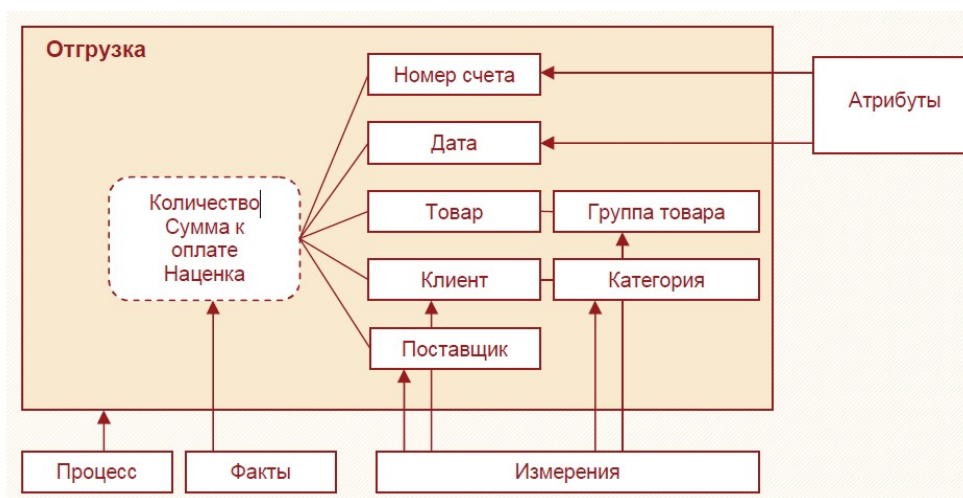 Отгрузка
Номер счета
Атрибуты
Дата
Количество
Сумма к
оплате
Наценка
Товар
Группа товара
Клиент
Категория
Поставщик
Процесс
Факты
Измерения